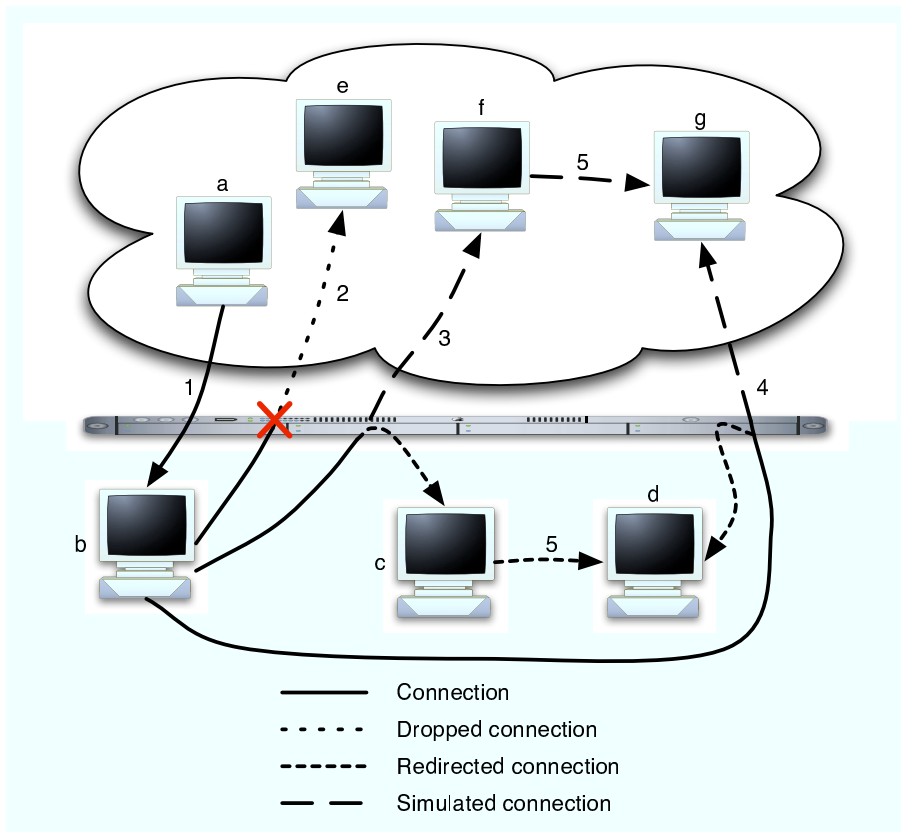 e
f
g
a
5
2
3
1
4
d
b
c
5
Connection
Dropped connection
Redirected connection
Simulated connection